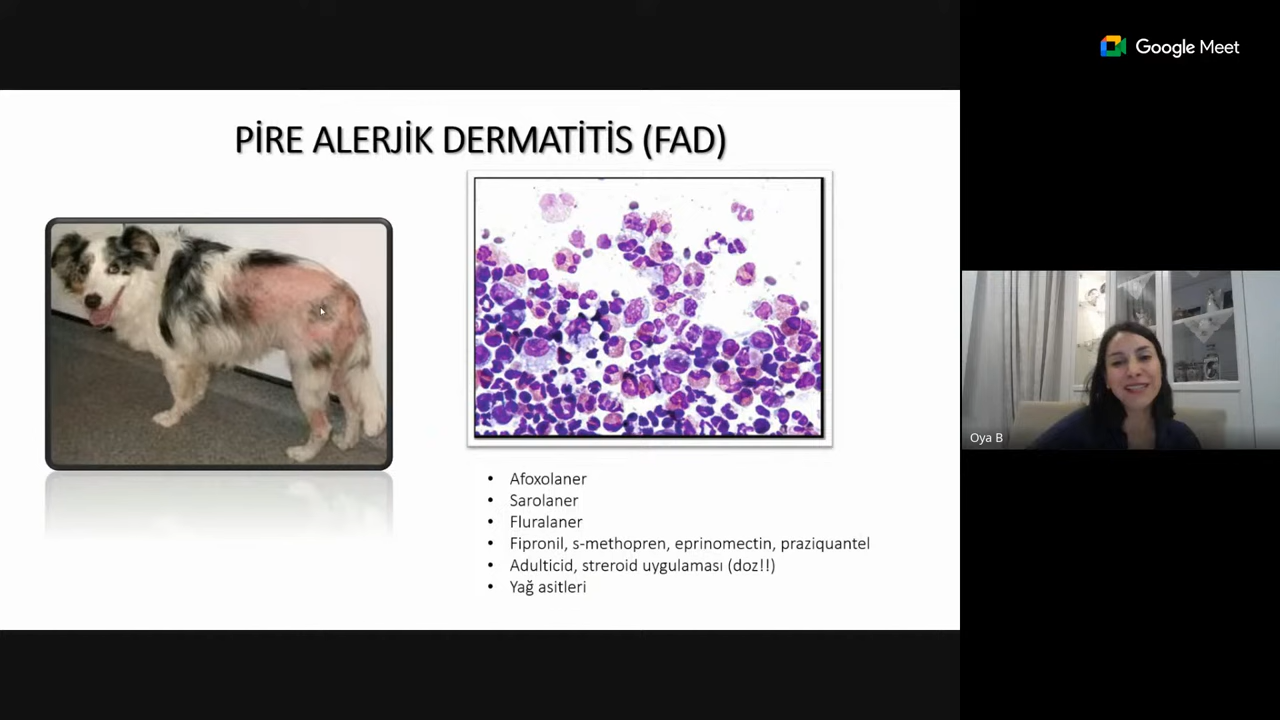 Google Meet
PİRE ALERJİK DERMATİTİS (FAD)
• Afoxolaner
• Sarolaner
• Fluralaner
• Fipronil, s-methopren, eprinomectin, praziquantel
• Adulticid, streroid uygulaması (doz!!)
• Yağ asitleri
Oya B